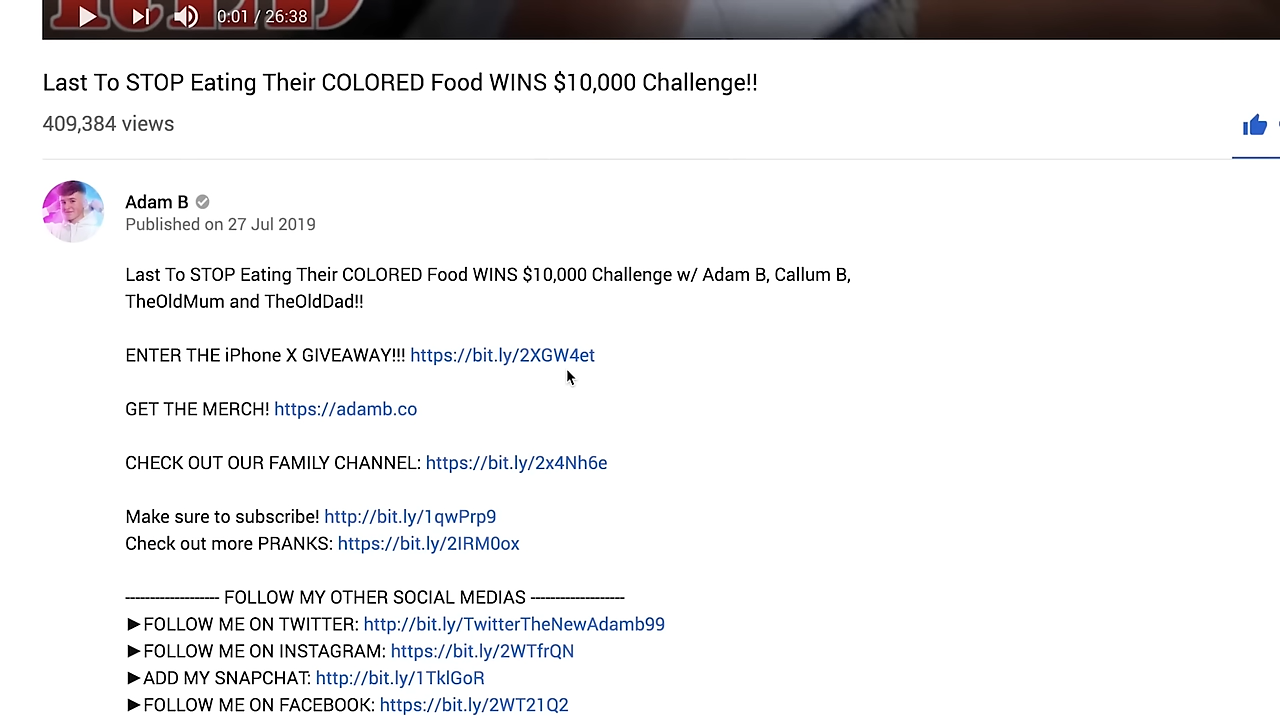 0:01 / 26:38
Last To STOP Eating Their COLORED Food WINS $10,000 Challenge!!
409,384 views
Adam B
Published on 27 Jul 2019
Last To STOP Eating Their COLORED Food WINS $10,000 Challenge w/ Adam B, Callum B,
TheOldMum and TheOldDad!!
ENTER THE iPhone X GIVEAWAY!!! https://bit.ly/2XGW4et
GET THE MERCH! https://adamb.co
CHECK OUT OUR FAMILY CHANNEL: https://bit.ly/2x4Nh6e
Make sure to subscribe! http://bit.ly/1qwPrp9
Check out more PRANKS: https://bit.ly/2IRM0ox
------------------- FOLLOW MY OTHER SOCIAL MEDIAS -------------------
►FOLLOW ME ON TWITTER: http://bit.ly/TwitterTheNewAdamb99
►FOLLOW ME ON INSTAGRAM: https://bit.ly/2WTfrQN
►ADD MY SNAPCHAT: http://bit.ly/1TklGoR
►FOLLOW ME ON FACEBOOK: https://bit.ly/2WT21Q2